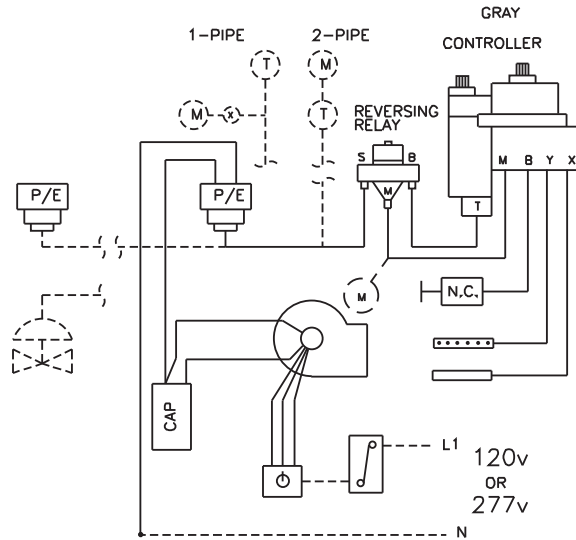 GRAY
CONTROLLER
1-PIPE
2-PIPE
T
M
M
X
T
REVERSING
RELAY
S
B
M
M
B
Y
X
P/E
P/E
T
M
N.C.
CAP
L1
120v
OR
277v
N